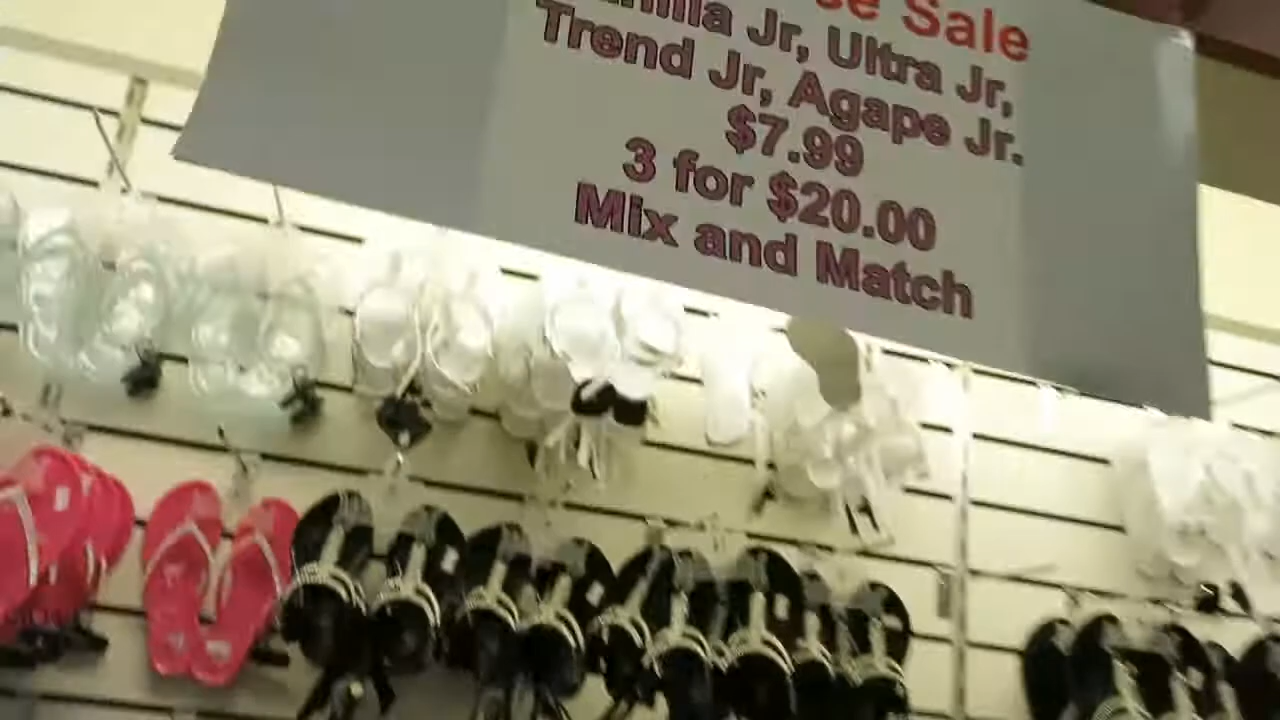 Sale
Jr, Ultra Jr,
Trend Jr, Agape Jr.
$7.99
3 for $20.00
Mix and Match